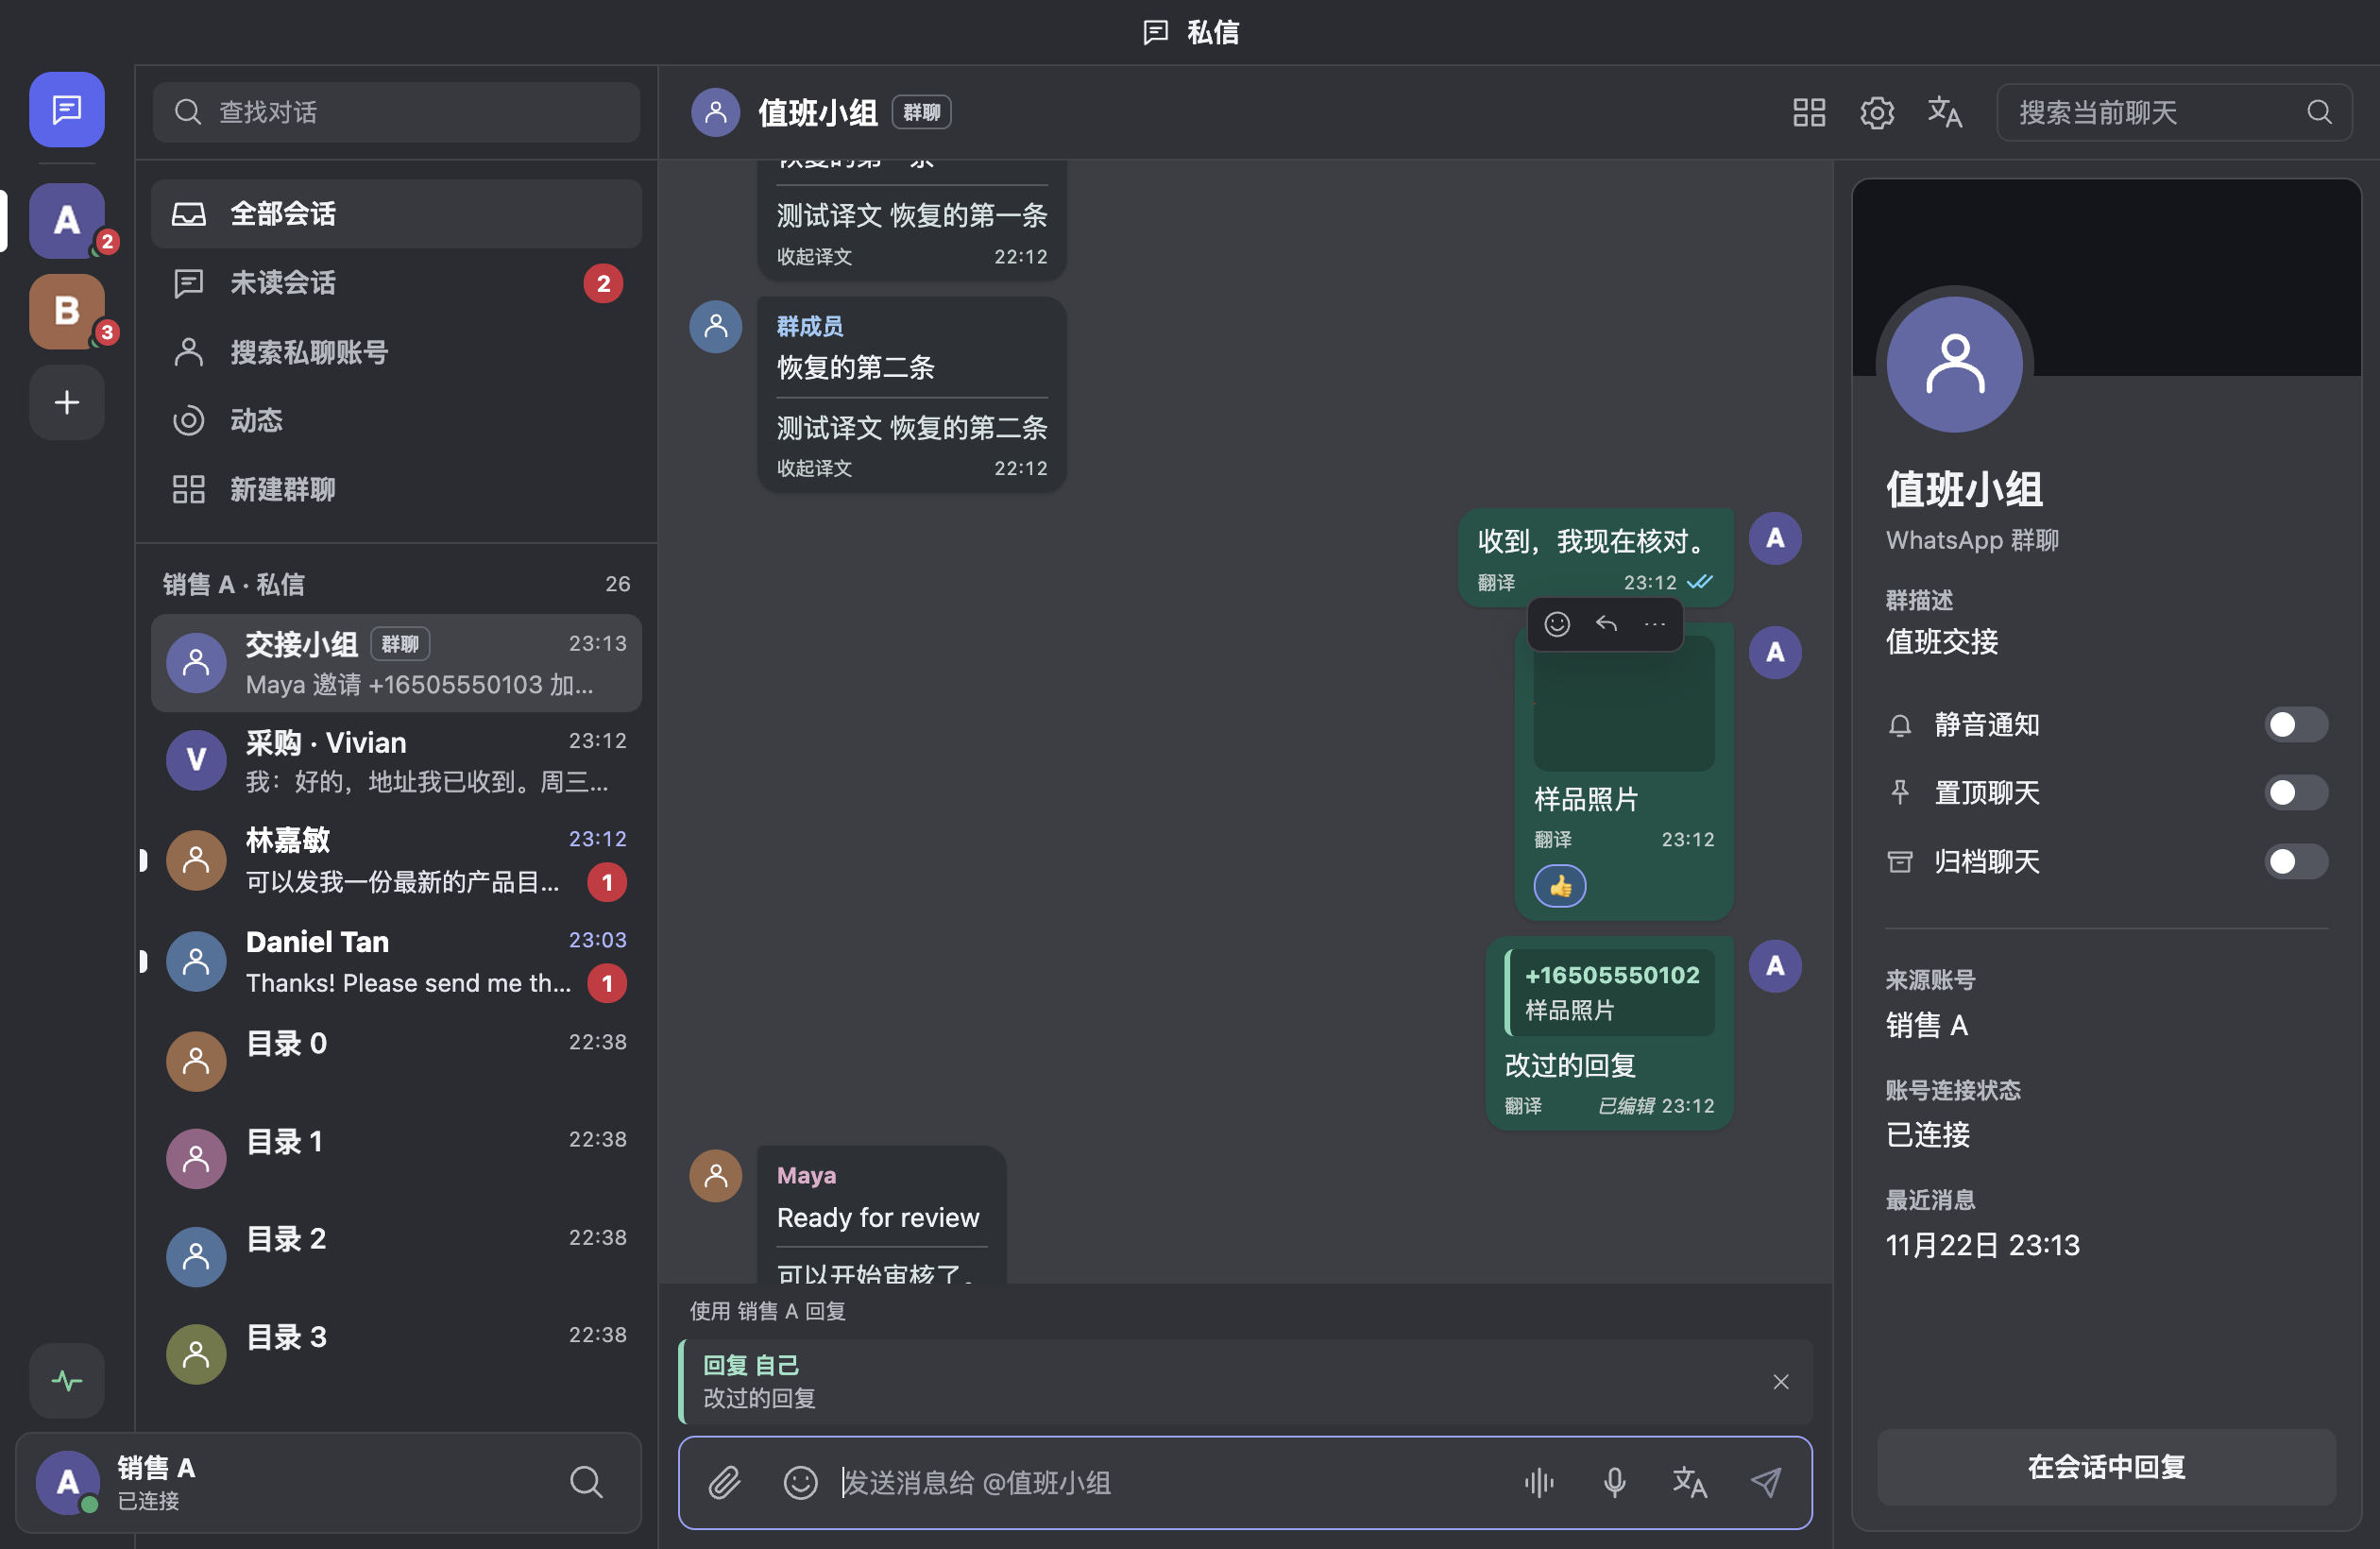 私信
A
2
B
3
查找对话
全部会话
未读会话
2
搜索私聊账号
动态
新建群聊
销售 A · 私信
26
交接小组 群聊 23:13
Maya 邀请 +16505550103 加...
V
采购 · Vivian 23:12
我：好的，地址我已收到。周三...
林嘉敏 23:12
可以发我一份最新的产品目... 1
Daniel Tan 23:03
Thanks! Please send me th... 1
目录 0 22:38
目录 1 22:38
目录 2 22:38
目录 3 22:38
A
销售 A
已连接
值班小组 群聊
搜索当前聊天
测试译文 恢复的第一条
收起译文 22:12
群成员
恢复的第二条
测试译文 恢复的第二条
收起译文 22:12
收到，我现在核对。
翻译 23:12
A
A
样品照片
翻译 23:12
A
+16505550102
样品照片
改过的回复
翻译 已编辑 23:12
Maya
Ready for review
可以开始审核了。
使用 销售 A 回复
回复 自己
改过的回复
发送消息给 @值班小组
值班小组
WhatsApp 群聊
群描述
值班交接
静音通知
置顶聊天
归档聊天
来源账号
销售 A
账号连接状态
已连接
最近消息
11月22日 23:13
在会话中回复